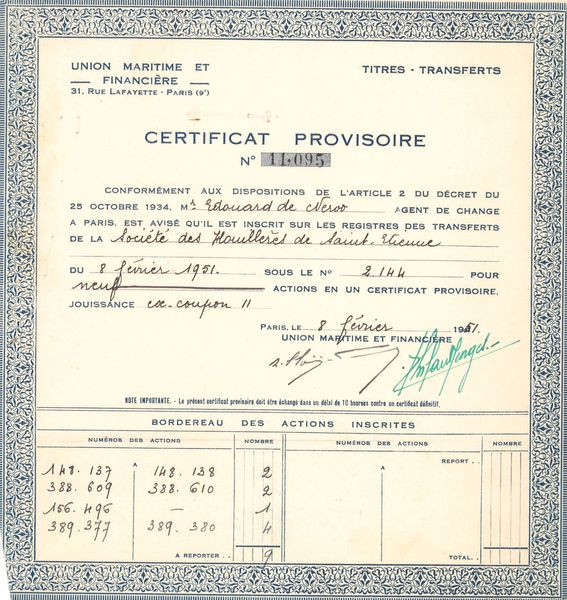 UNION MARITIME ET
FINANCIÈRE
31, RUE LAFAYETTE - PARIS (9e)
TITRES - TRANSFERTS
CERTIFICAT PROVISOIRE
N° 11.095
CONFORMÉMENT AUX DISPOSITIONS DE L'ARTICLE 2 DU DÉCRET DU
25 OCTOBRE 1934, Mr Edouard de Nervo AGENT DE CHANGE
A PARIS, EST AVISÉ QU'IL EST INSCRIT SUR LES REGISTRES DES TRANSFERTS
DE LA Société des Houillères de Saint-Etienne
DU 8 février 1951. SOUS LE N° 2.144 POUR
neuf ACTIONS EN UN CERTIFICAT PROVISOIRE,
JOUISSANCE ex-coupon 11
PARIS, LE 8 février 1951.
UNION MARITIME ET FINANCIÈRE
NOTE IMPORTANTE. - Le présent certificat provisoire doit être échangé dans un délai de 10 bourses contre un certificat définitif.
BORDEREAU DES ACTIONS INSCRITES
NUMÉROS DES ACTIONS NOMBRE NUMÉROS DES ACTIONS NOMBRE
148.137 A 148.138 2 A REPORT . .
388.609 388.610 2
156.496 - 1
389.377 389.380 4
A REPORTER . . 9 TOTAL. . .